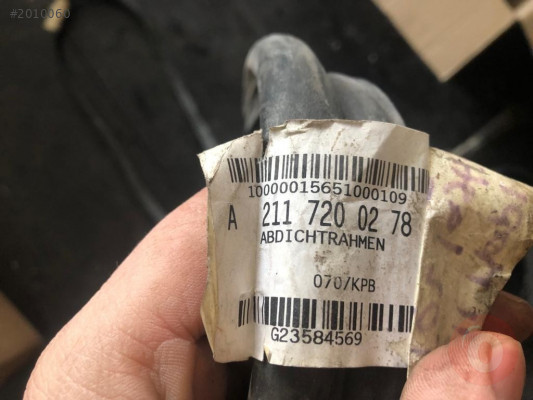 #2010060
10000015651000109
A 211 720 02 78
ABDICHTRAHMEN
070/KPB
G23584569